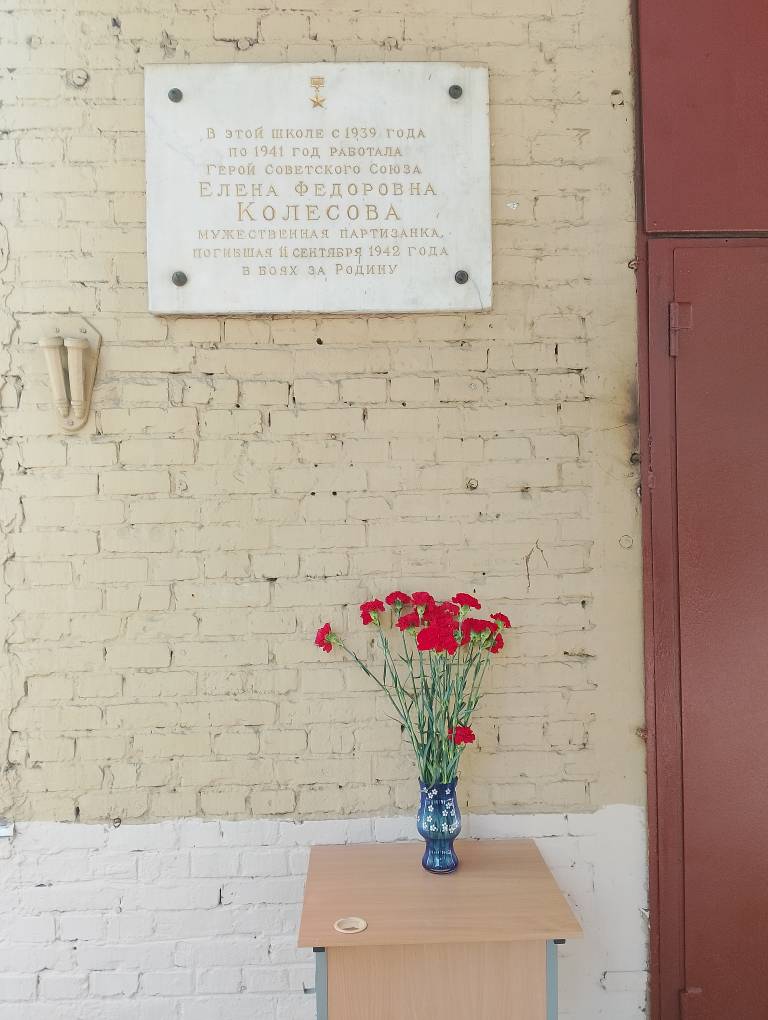 В ЭТОЙ ШКОЛЕ С 1939 ГОДА
ПО 1941 ГОД РАБОТАЛА
ГЕРОЙ СОВЕТСКОГО СОЮЗА
ЕЛЕНА ФЕДОРОВНА
КОЛЕСОВА
МУЖЕСТВЕННАЯ ПАРТИЗАНКА,
ПОГИБШАЯ 11 СЕНТЯБРЯ 1942 ГОДА
В БОЯХ ЗА РОДИНУ